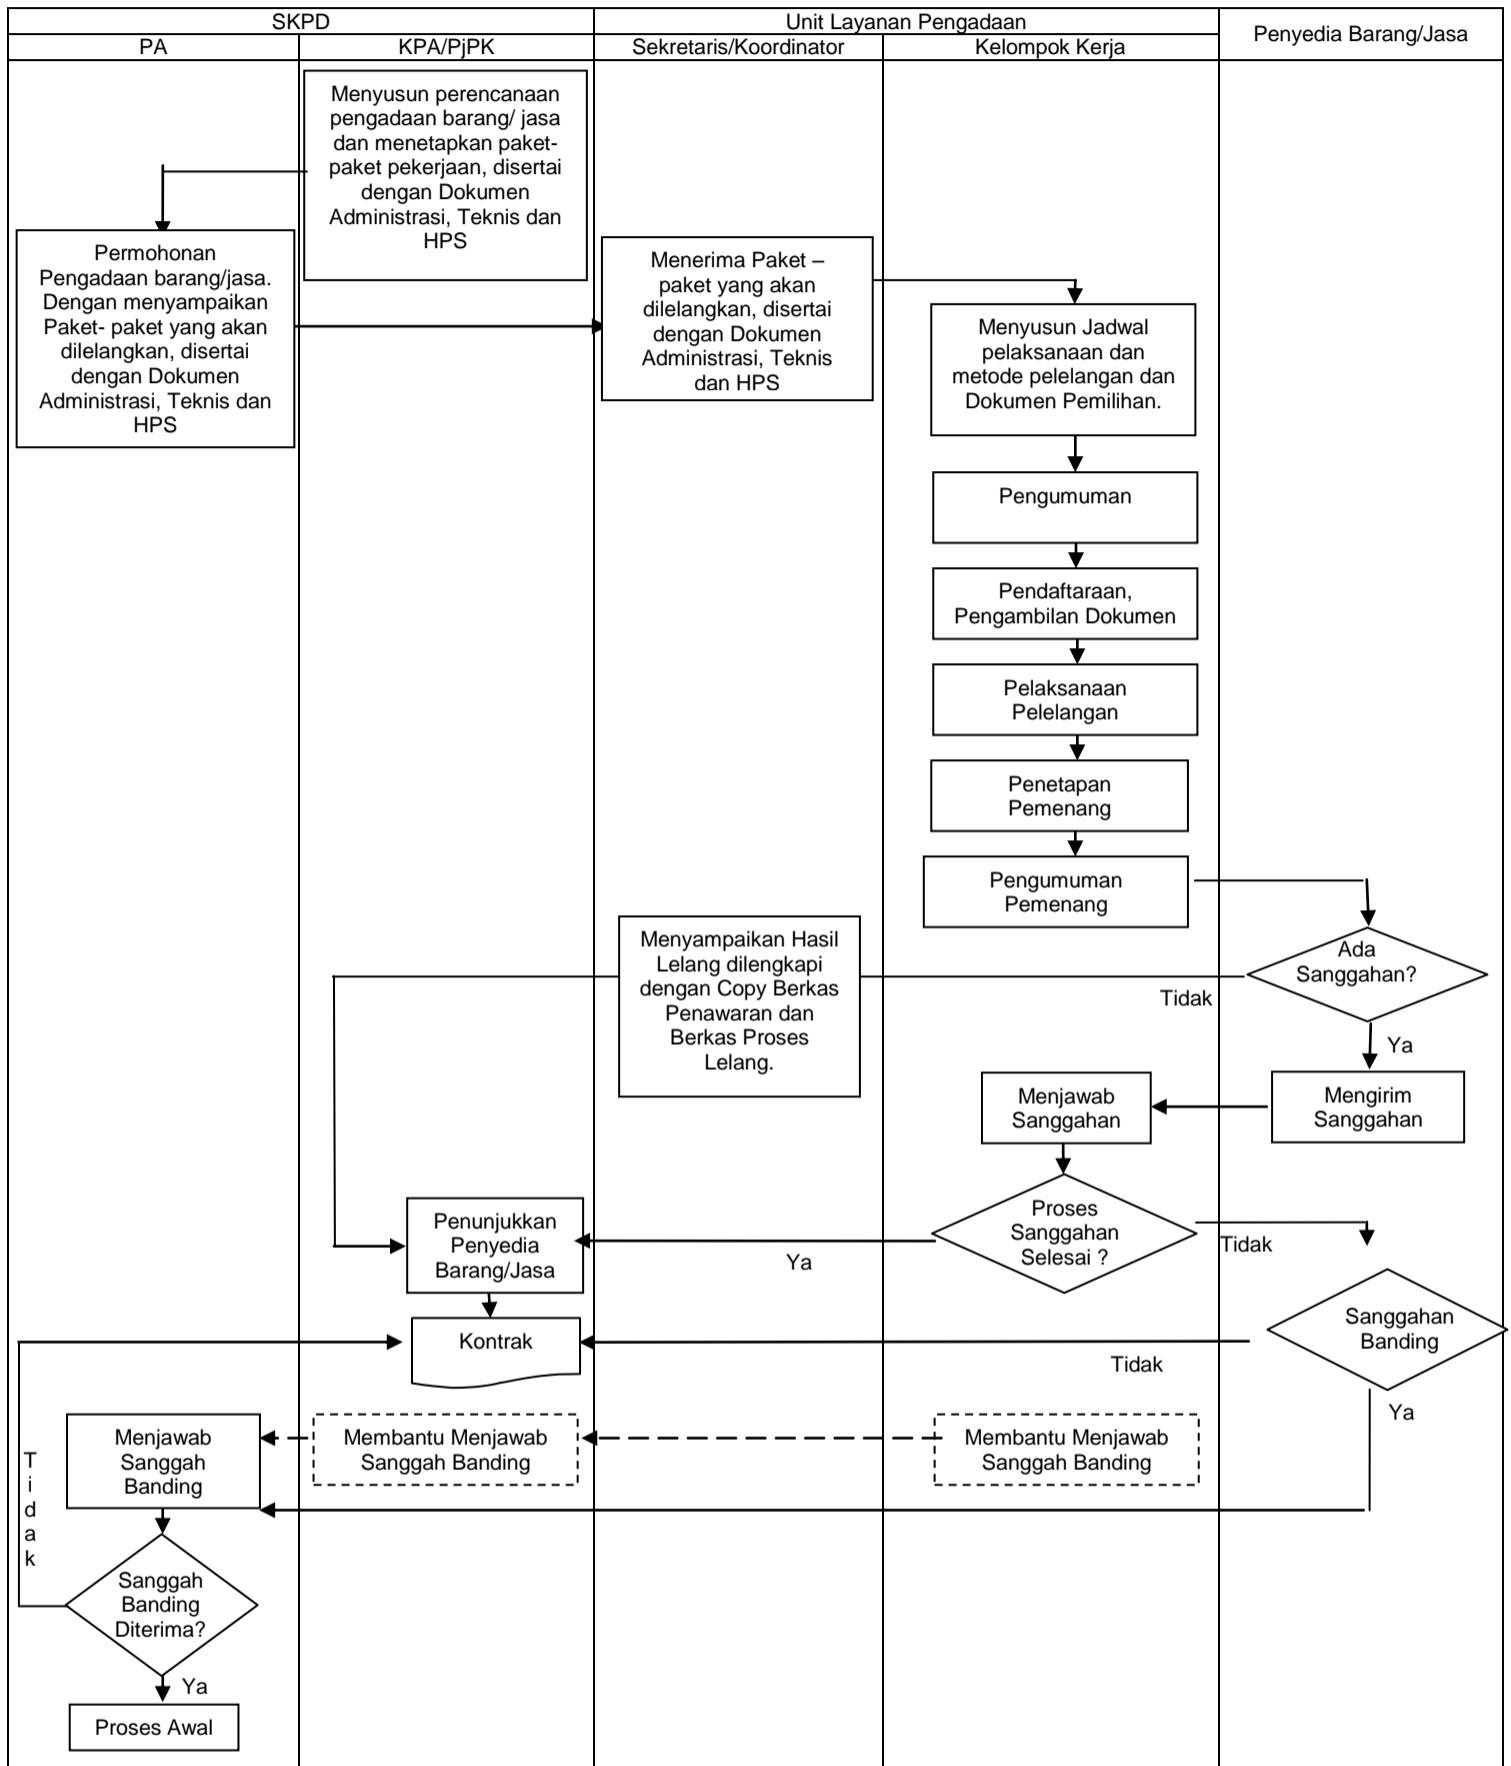 SKPD
Unit Layanan Pengadaan
Penyedia Barang/Jasa
PA
KPA/PjPK
Sekretaris/Koordinator
Kelompok Kerja
Menyusun perencanaan
pengadaan barang/ jasa
dan menetapkan paket-
paket pekerjaan, disertai
dengan Dokumen
Administrasi, Teknis dan
HPS
Permohonan
Pengadaan barang/jasa.
Dengan menyampaikan
Paket- paket yang akan
dilelangkan, disertai
dengan Dokumen
Administrasi, Teknis dan
HPS
Menerima Paket –
paket yang akan
dilelangkan, disertai
dengan Dokumen
Administrasi, Teknis
dan HPS
Menyusun Jadwal
pelaksanaan dan
metode pelelangan dan
Dokumen Pemilihan.
Pengumuman
Pendaftaraan,
Pengambilan Dokumen
Pelaksanaan
Pelelangan
Penetapan
Pemenang
Pengumuman
Pemenang
Ada
Sanggahan?
Tidak
Ya
Menyampaikan Hasil
Lelang dilengkapi
dengan Copy Berkas
Penawaran dan
Berkas Proses
Lelang.
Mengirim
Sanggahan
Menjawab
Sanggahan
Proses
Sanggahan
Selesai ?
Ya
Tidak
Penunjukkan
Penyedia
Barang/Jasa
Sanggahan
Banding
Kontrak
Tidak
Ya
Menjawab
Sanggah
Banding
Membantu Menjawab
Sanggah Banding
Membantu Menjawab
Sanggah Banding
Tidak
Sanggah
Banding
Diterima?
Ya
Proses Awal